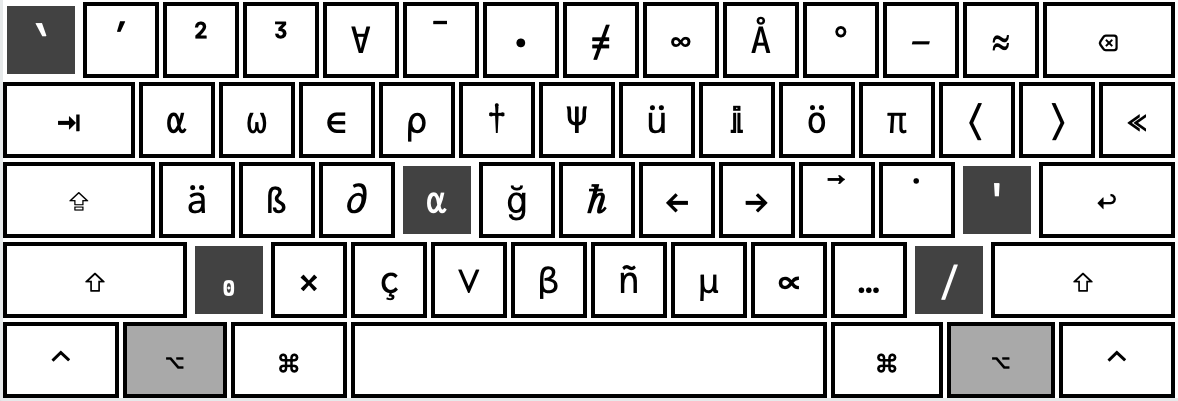 ‵ ′ ² ³ ∀ ¯ • ≠ ∞ Å ° – ≈ ⌫
⇥ α ω ∈ ρ † Ψ ü ⅈ ö π ⟨ ⟩ ≪
⇪ ä ß ∂ α ğ ℏ ← → → ˙ ' ↩
⇧ ₀ × ç ∨ β ñ µ ∝ … / ⇧
⌃ ⌥ ⌘ ⌘ ⌥ ⌃